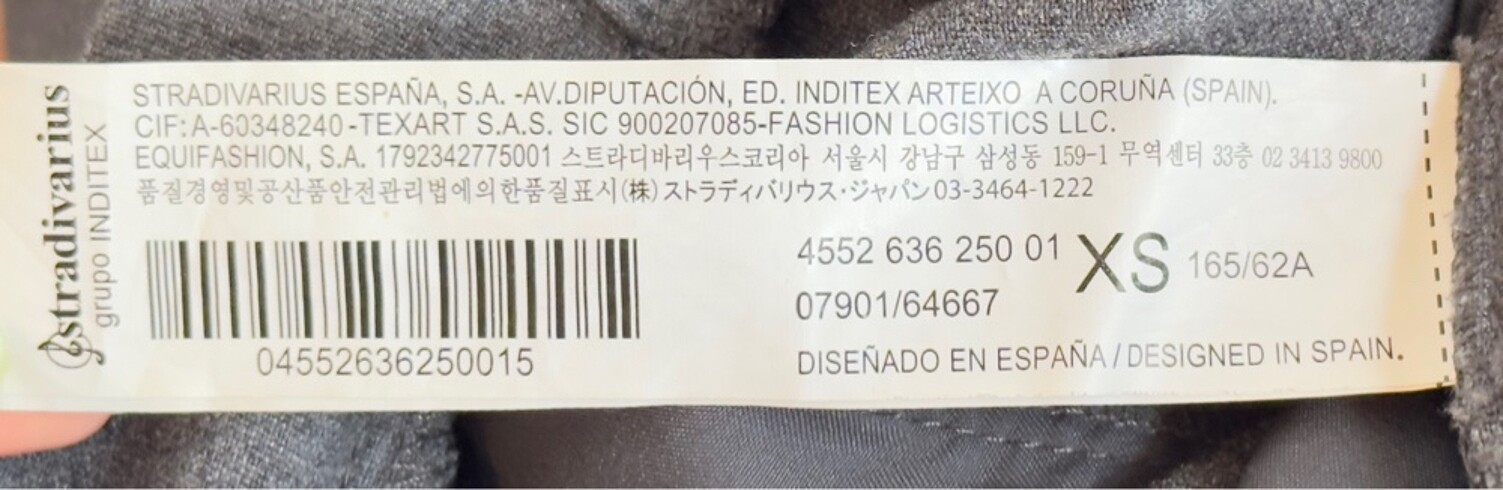 stradivarius
grupo INDITEX
STRADIVARIUS ESPAÑA, S.A. -AV.DIPUTACIÓN, ED. INDITEX ARTEIXO A CORUÑA (SPAIN).
CIF: A-60348240 -TEXART S.A.S. SIC 900207085-FASHION LOGISTICS LLC.
EQUIFASHION, S.A. 1792342775001 스트라디바리우스코리아 서울시 강남구 삼성동 159-1 무역센터 33층 02 3413 9800
품질경영및공산품안전관리법에의한품질표시(株)ストラディバリウス・ジャパン03-3464-1222
04552636250015
4552 636 250 01 XS 165/62A
07901/64667
DISEÑADO EN ESPAÑA / DESIGNED IN SPAIN.